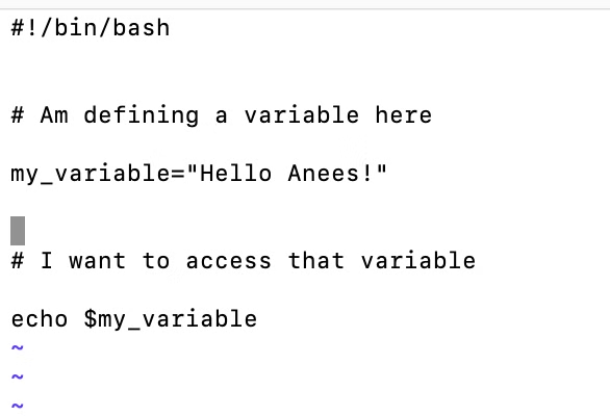 #!/bin/bash
# Am defining a variable here
my_variable="Hello Anees!"
# I want to access that variable
echo $my_variable
~
~
~